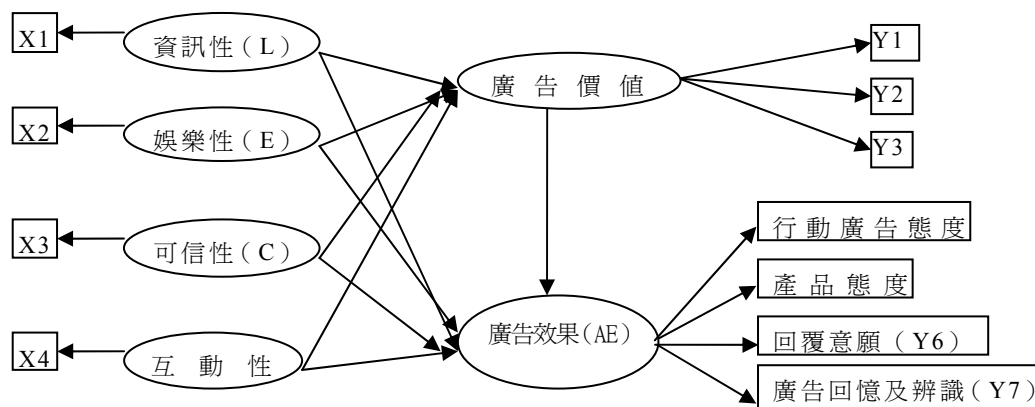 X1
資訊性(L)
X2
娛樂性(E)
X3
可信性(C)
X4
互動性
廣告價值
廣告效果(AE)
Y1
Y2
Y3
行動廣告態度
產品態度
回覆意願(Y6)
廣告回憶及辨識(Y7)